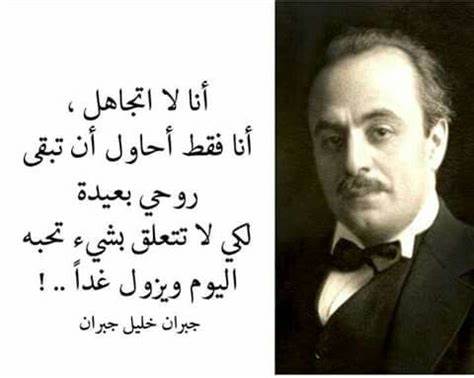 أنا لا اتجاهل ،
أنا فقط أحاول أن تبقى
روحي بعيدة
لكي لا تتعلق بشيء تحبه
اليوم ويزول غداً .. !
جبران خليل جبران